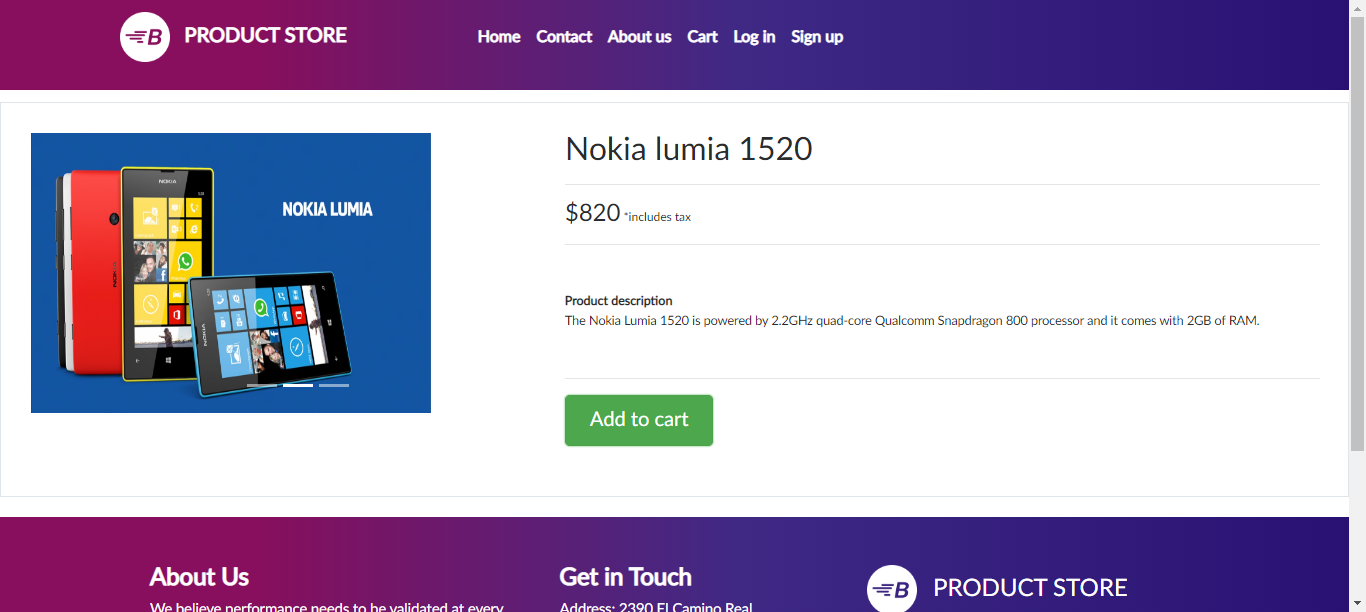 B PRODUCT STORE Home Contact About us Cart Log in Sign up
NOKIA
NOKIA LUMIA
NOKIA
NOKIA
Nokia lumia 1520
$820 *includes tax
Product description
The Nokia Lumia 1520 is powered by 2.2GHz quad-core Qualcomm Snapdragon 800 processor and it comes with 2GB of RAM.
Add to cart
About Us
We believe performance needs to be validated at every
Get in Touch
Address: 2390 El Camino Real
B PRODUCT STORE